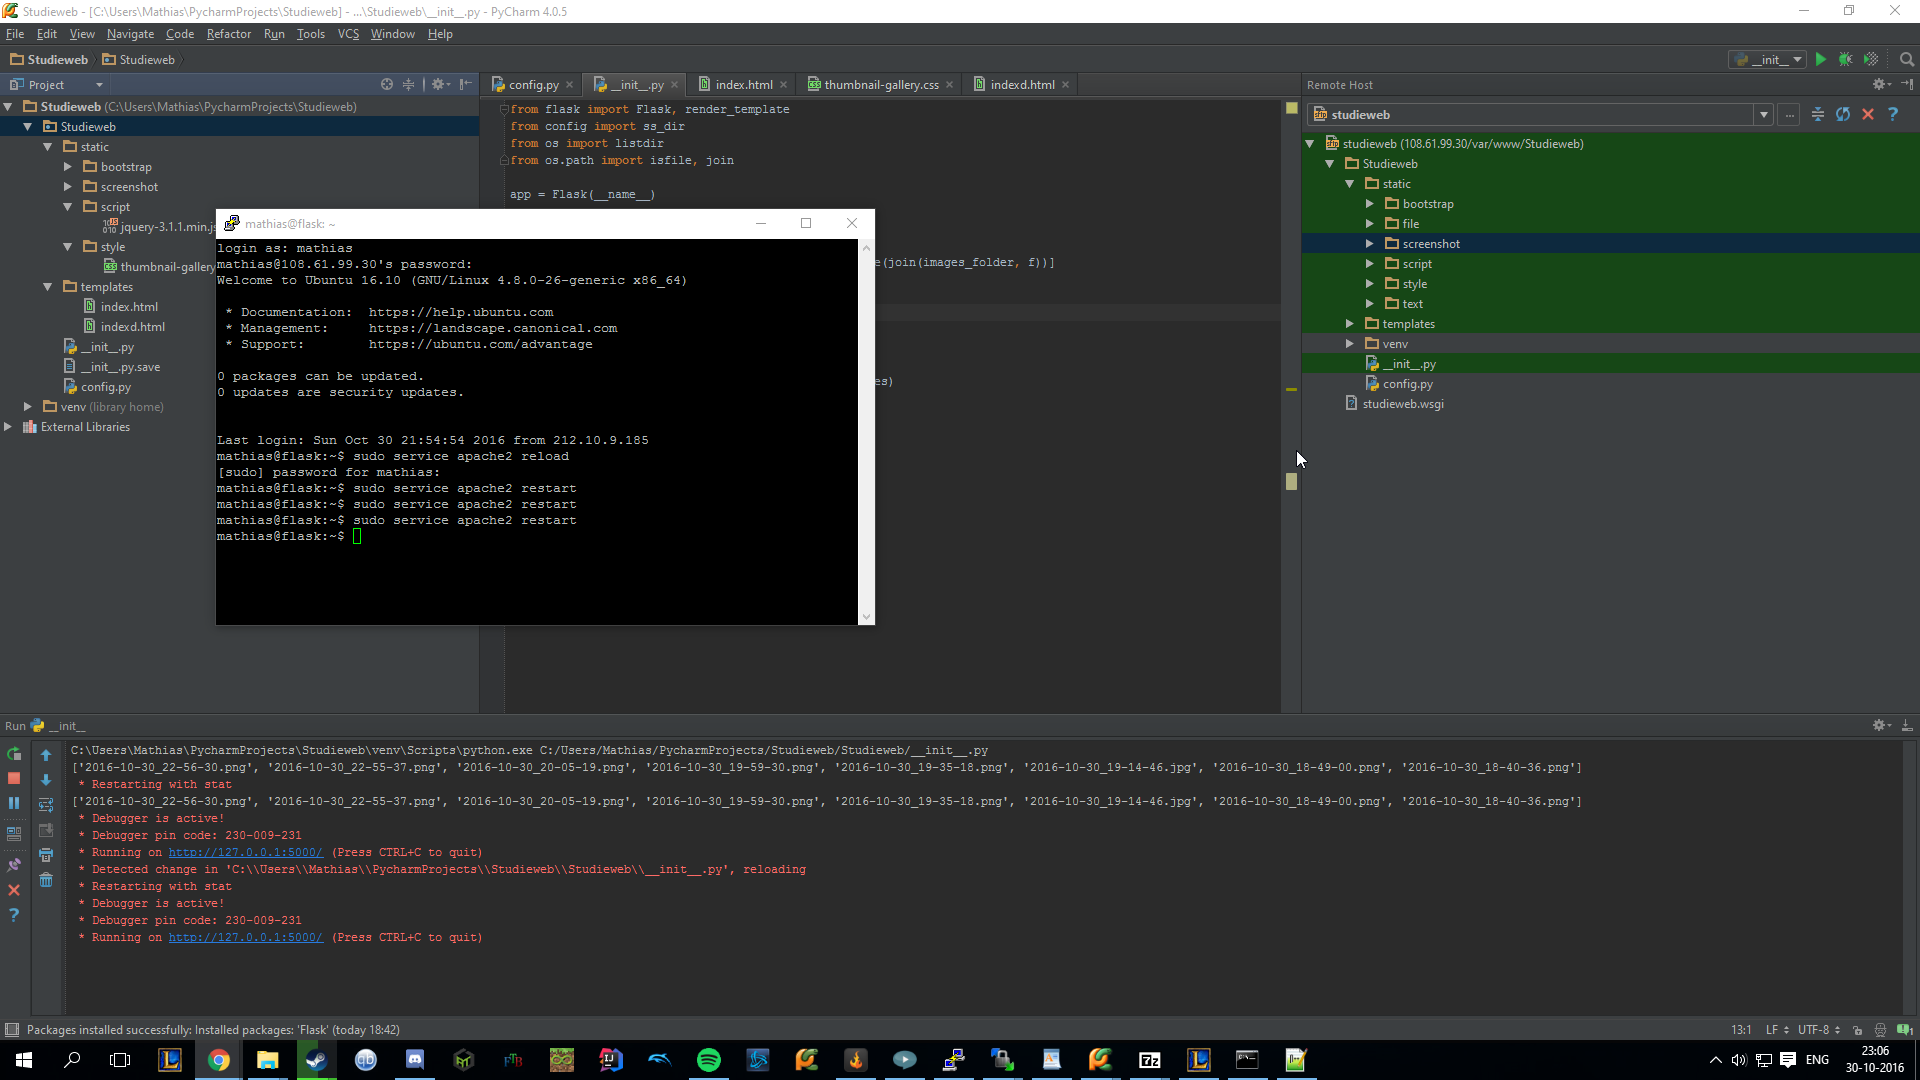 Studieweb - [C:\Users\Mathias\PycharmProjects\Studieweb] - ...\Studieweb\__init__.py - PyCharm 4.0.5
File Edit View Navigate Code Refactor Run Tools VCS Window Help
Studieweb Studieweb
__init__
Project
config.py __init__.py index.html thumbnail-gallery.css indexd.html
Remote Host
Studieweb (C:\Users\Mathias\PycharmProjects\Studieweb)
Studieweb
static
bootstrap
screenshot
script
jquery-3.1.1.min.js
style
thumbnail-gallery
templates
index.html
indexd.html
__init__.py
__init__.py.save
config.py
venv (library home)
External Libraries
from flask import Flask, render_template
from config import ss_dir
from os import listdir
from os.path import isfile, join
app = Flask(__name__)
e(join(images_folder, f))]
es)
mathias@flask: ~
login as: mathias
mathias@108.61.99.30's password:
Welcome to Ubuntu 16.10 (GNU/Linux 4.8.0-26-generic x86_64)
* Documentation: https://help.ubuntu.com
* Management: https://landscape.canonical.com
* Support: https://ubuntu.com/advantage
0 packages can be updated.
0 updates are security updates.
Last login: Sun Oct 30 21:54:54 2016 from 212.10.9.185
mathias@flask:~$ sudo service apache2 reload
[sudo] password for mathias:
mathias@flask:~$ sudo service apache2 restart
mathias@flask:~$ sudo service apache2 restart
mathias@flask:~$ sudo service apache2 restart
mathias@flask:~$
studieweb
studieweb (108.61.99.30/var/www/Studieweb)
Studieweb
static
bootstrap
file
screenshot
script
style
text
templates
venv
__init__.py
config.py
studieweb.wsgi
Run __init__
C:\Users\Mathias\PycharmProjects\Studieweb\venv\Scripts\python.exe C:/Users/Mathias/PycharmProjects/Studieweb/Studieweb/__init__.py
['2016-10-30_22-56-30.png', '2016-10-30_22-55-37.png', '2016-10-30_20-05-19.png', '2016-10-30_19-59-30.png', '2016-10-30_19-35-18.png', '2016-10-30_19-14-46.jpg', '2016-10-30_18-49-00.png', '2016-10-30_18-40-36.png']
* Restarting with stat
['2016-10-30_22-56-30.png', '2016-10-30_22-55-37.png', '2016-10-30_20-05-19.png', '2016-10-30_19-59-30.png', '2016-10-30_19-35-18.png', '2016-10-30_19-14-46.jpg', '2016-10-30_18-49-00.png', '2016-10-30_18-40-36.png']
* Debugger is active!
* Debugger pin code: 230-009-231
* Running on http://127.0.0.1:5000/ (Press CTRL+C to quit)
* Detected change in 'C:\\Users\\Mathias\\PycharmProjects\\Studieweb\\Studieweb\\__init__.py', reloading
* Restarting with stat
* Debugger is active!
* Debugger pin code: 230-009-231
* Running on http://127.0.0.1:5000/ (Press CTRL+C to quit)
Packages installed successfully: Installed packages: 'Flask' (today 18:42)
13:1 LF UTF-8
ENG
23:06
30-10-2016